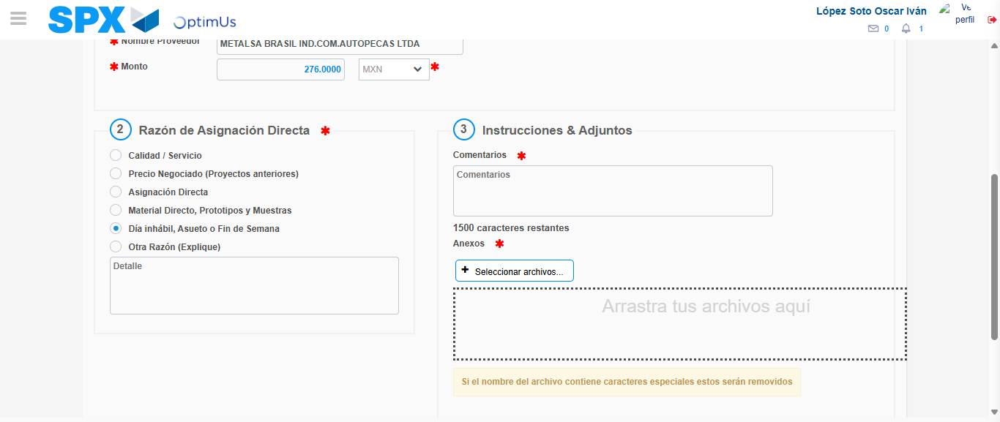 SPX OptimUs
López Soto Oscar Iván
Ve
perfil
0 1
Nombre Proveedor METALSA BRASIL IND.COM.AUTOPECAS LTDA
Monto 276.0000 MXN
2 Razón de Asignación Directa
Calidad / Servicio
Precio Negociado (Proyectos anteriores)
Asignación Directa
Material Directo, Prototipos y Muestras
Día inhábil, Asueto o Fin de Semana
Otra Razón (Explique)
Detalle
3 Instrucciones & Adjuntos
Comentarios
Comentarios
1500 caracteres restantes
Anexos
Seleccionar archivos...
Arrastra tus archivos aquí
Si el nombre del archivo contiene caracteres especiales estos serán removidos